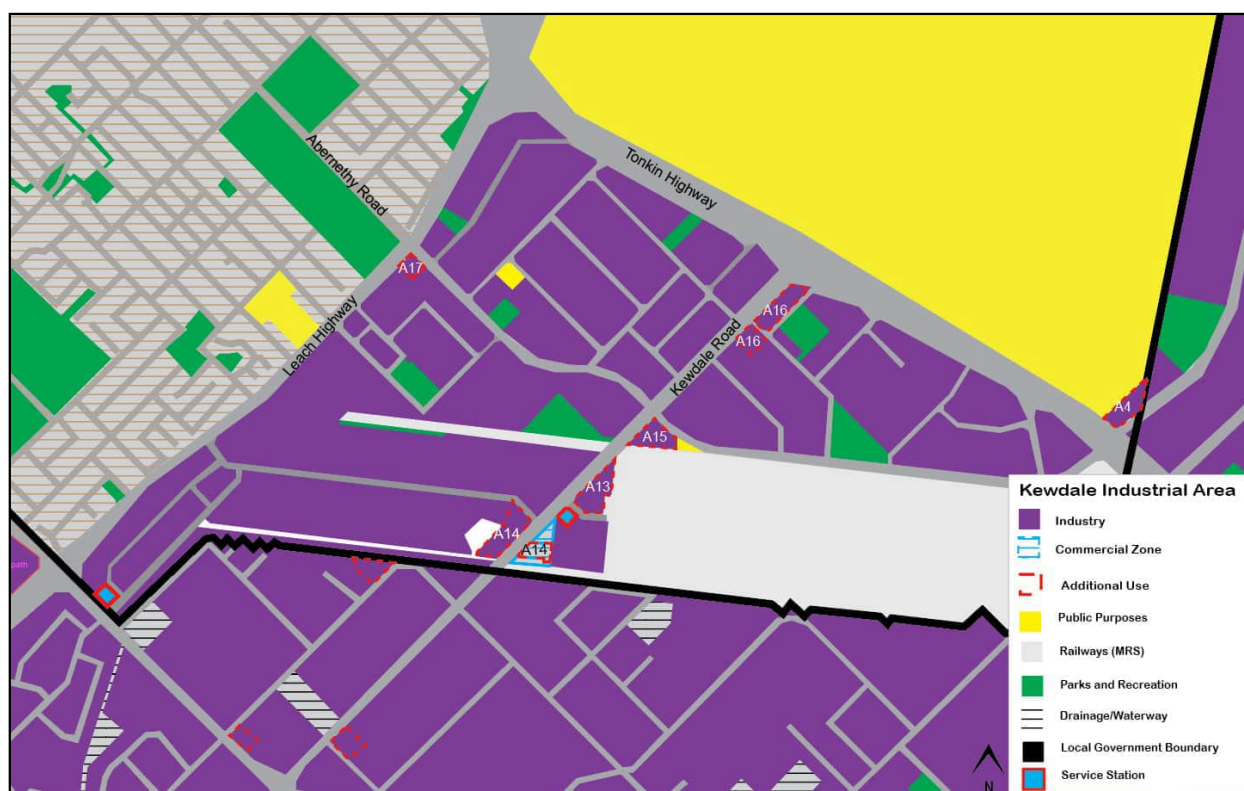 Abernethy Road
Tonkin Highway
A17
Leach Highway
A16
A16
Kewdale Road
A4
A15
A13
A14
A14
path
Kewdale Industrial Area
Industry
Commercial Zone
Additional Use
Public Purposes
Railways (MRS)
Parks and Recreation
Drainage/Waterway
Local Government Boundary
Service Station
N